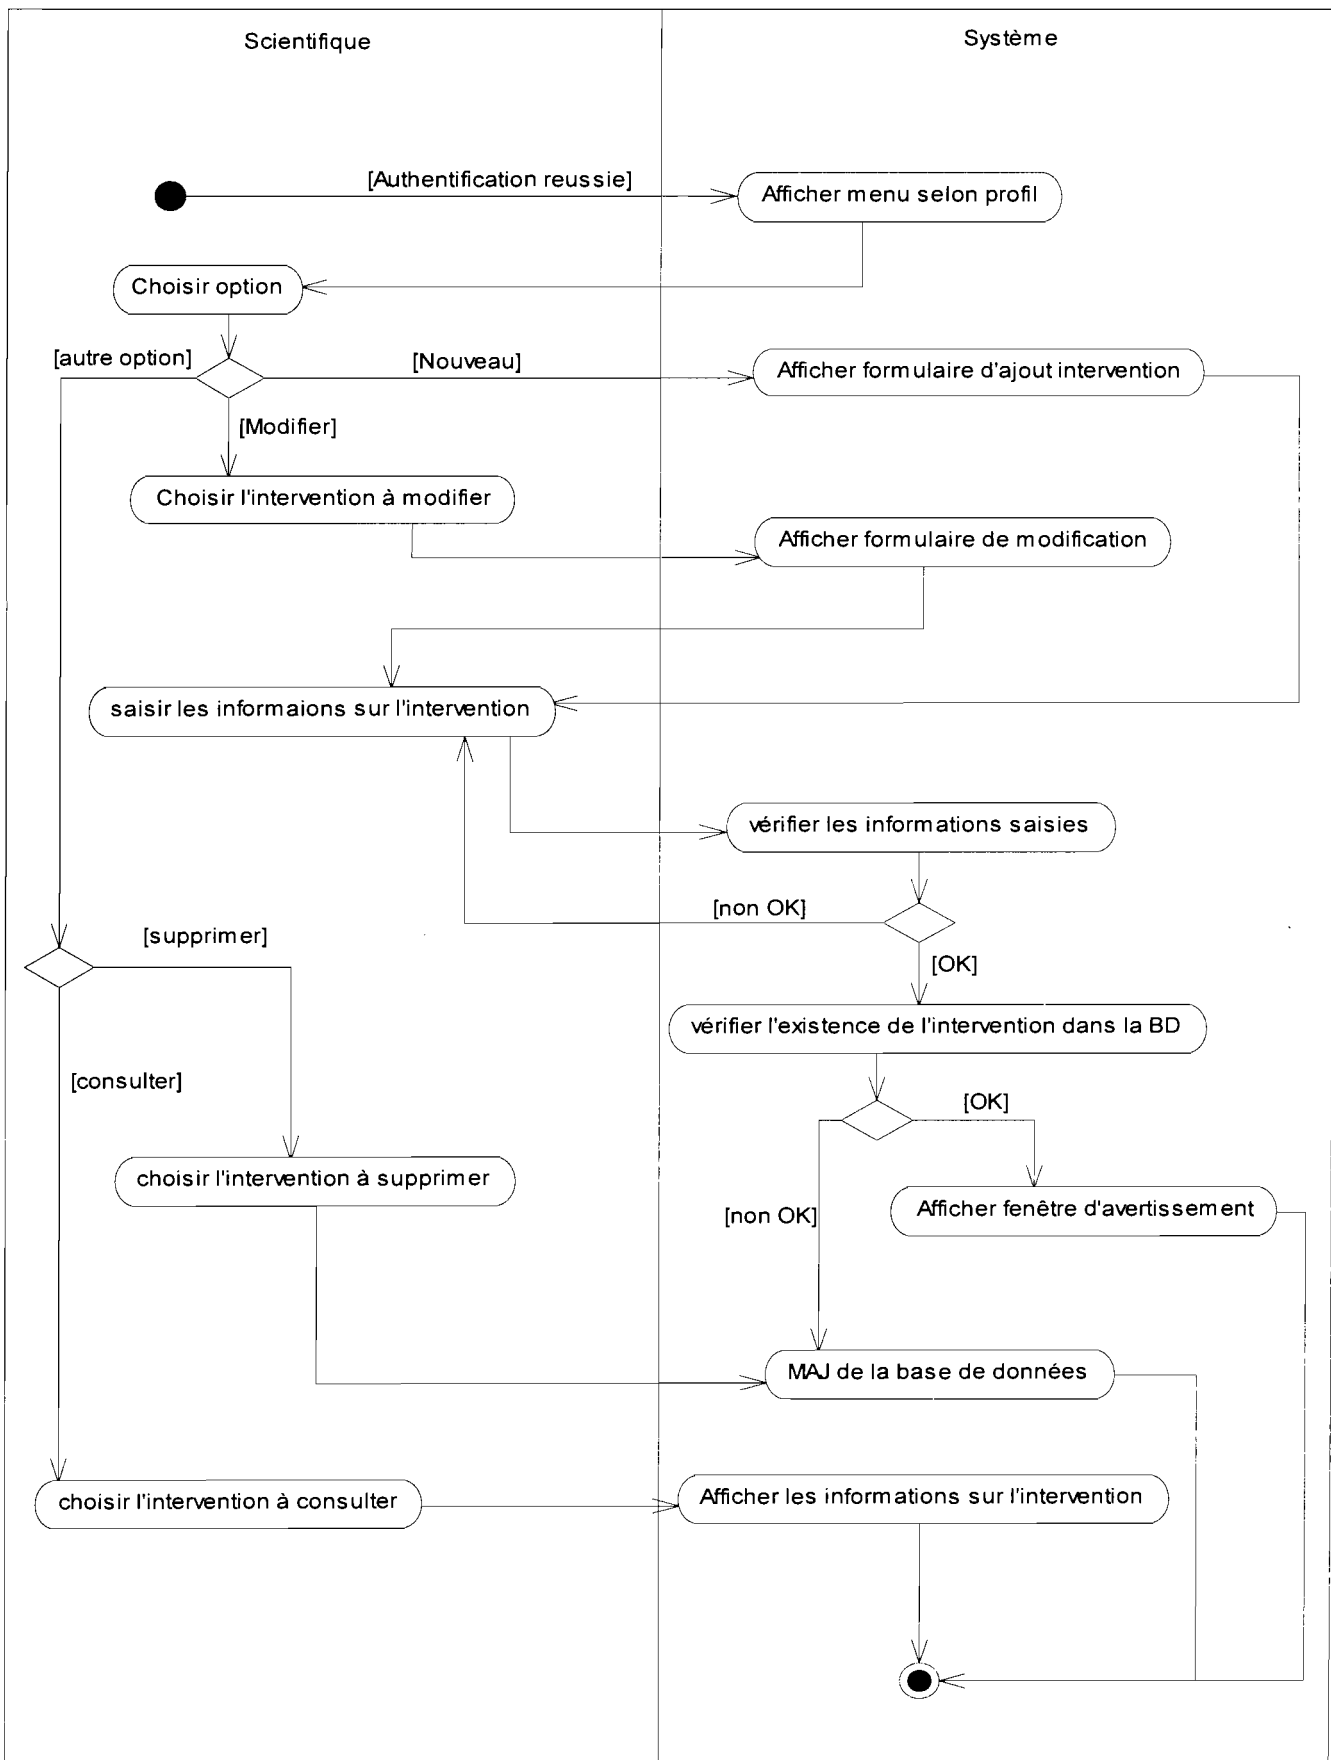 Scientifique
Système
[Authentification reussie]
Afficher menu selon profil
Choisir option
[autre option]
[Nouveau]
Afficher formulaire d'ajout intervention
[Modifier]
Choisir l'intervention à modifier
Afficher formulaire de modification
saisir les informaions sur l'intervention
vérifier les informations saisies
[non OK]
[supprimer]
[OK]
vérifier l'existence de l'intervention dans la BD
[consulter]
[OK]
choisir l'intervention à supprimer
[non OK]
Afficher fenêtre d'avertissement
MAJ de la base de données
choisir l'intervention à consulter
Afficher les informations sur l'intervention